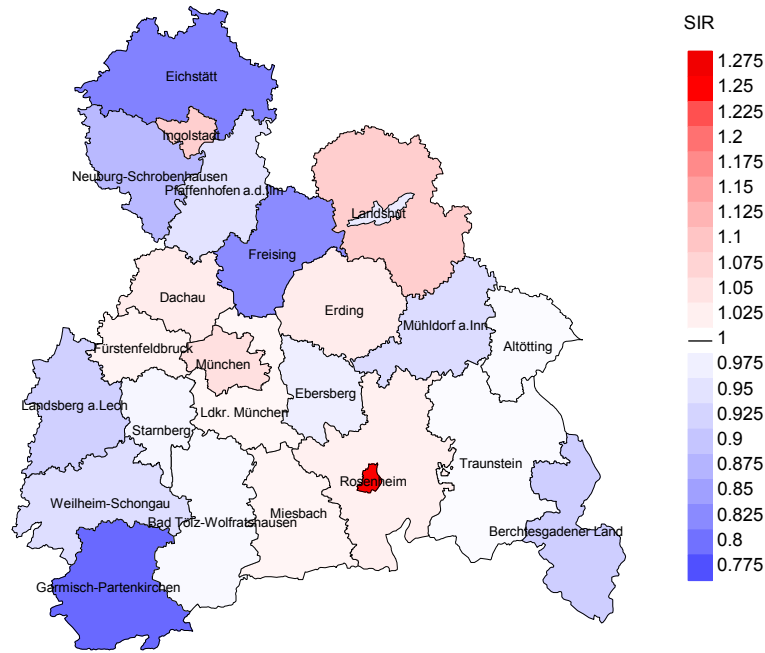 SIR
1.275
1.25
1.225
1.2
1.175
1.15
1.125
1.1
1.075
1.05
1.025
1
0.975
0.95
0.925
0.9
0.875
0.85
0.825
0.8
0.775
Eichstätt
Ingolstadt
Neuburg-Schrobenhausen
Pfaffenhofen a.d.Ilm
Landshut
Freising
Dachau
Erding
Mühldorf a.Inn
Altötting
Fürstenfeldbruck
München
Ebersberg
Landsberg a.Lech
Ldkr. München
Starnberg
Traunstein
Rosenheim
Weilheim-Schongau
Miesbach
Bad Tölz-Wolfratshausen
Berchtesgadener Land
Garmisch-Partenkirchen